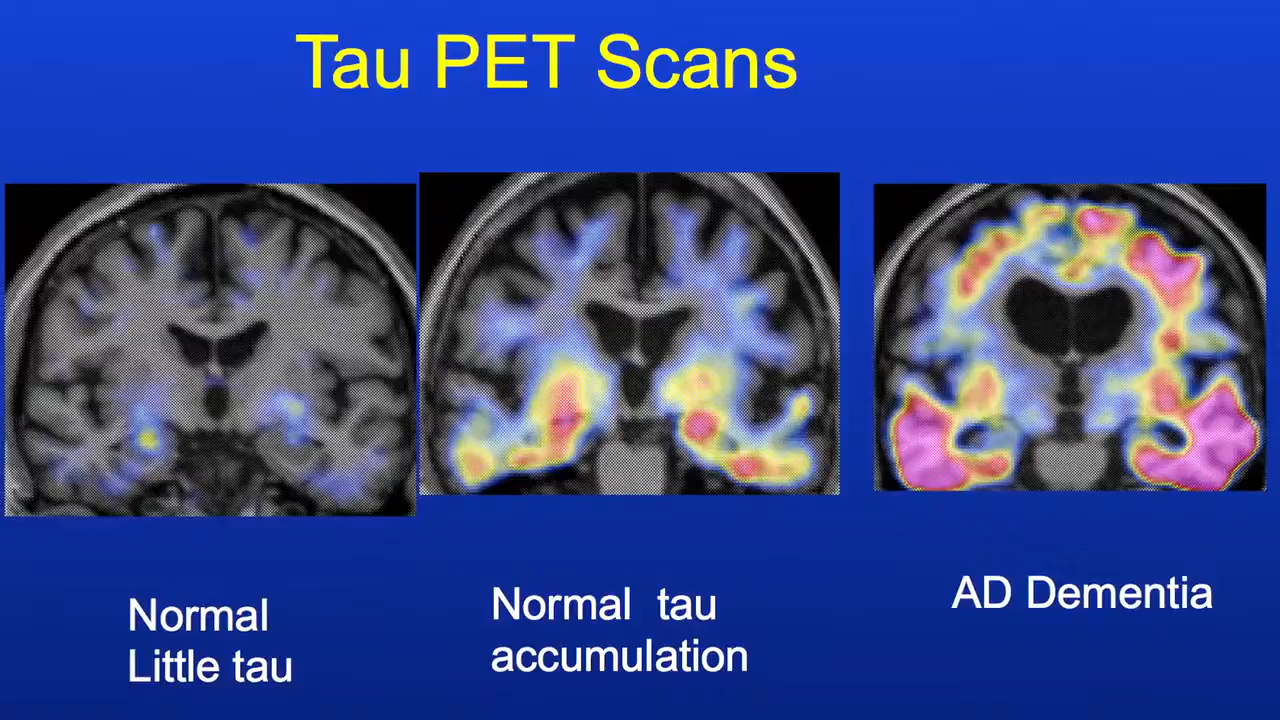 Tau PET Scans
Normal
Little tau
Normal tau
accumulation
AD Dementia